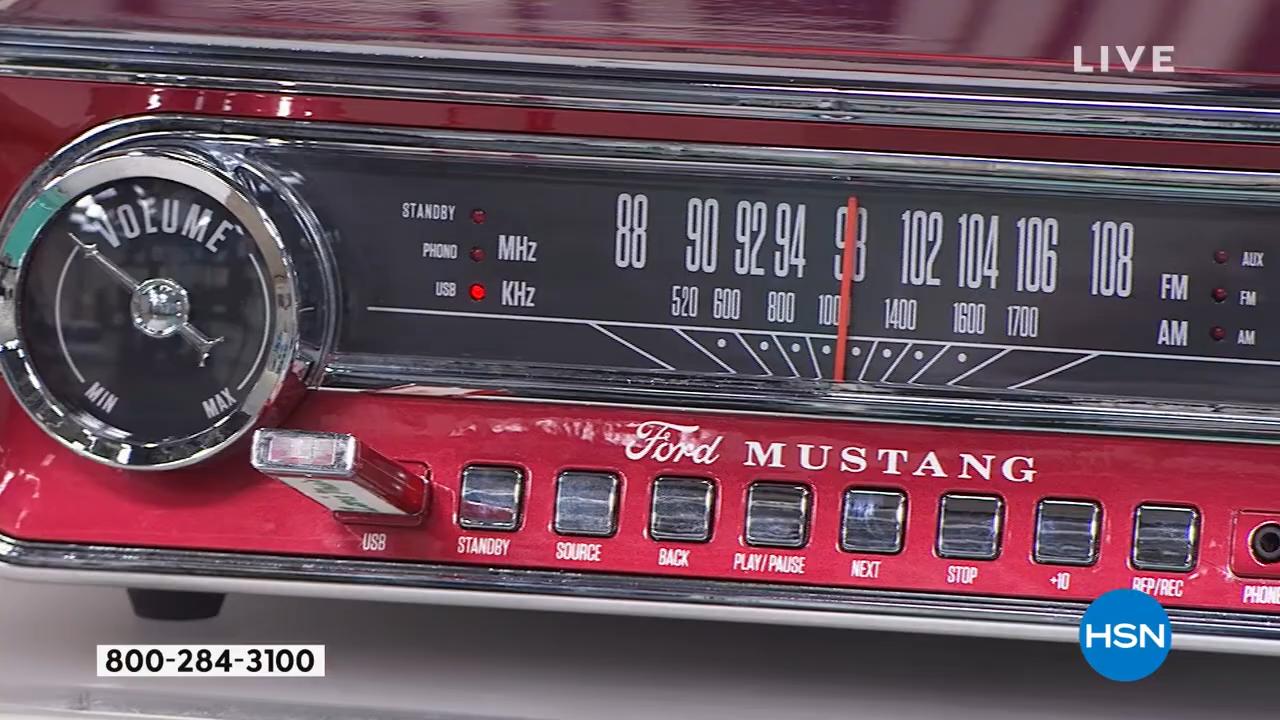 LIVE
VOLUME
MIN MAX
STANDBY
PHONO MHz
USB KHz
88 90 92 94 98 102 104 106 108
520 600 800 1400 1600 1700
FM
AM
AUX
FM
AM
Ford MUSTANG
USB
STANDBY
SOURCE
BACK
PLAY/PAUSE
NEXT
STOP
+10
REP/REC
800-284-3100
HSN